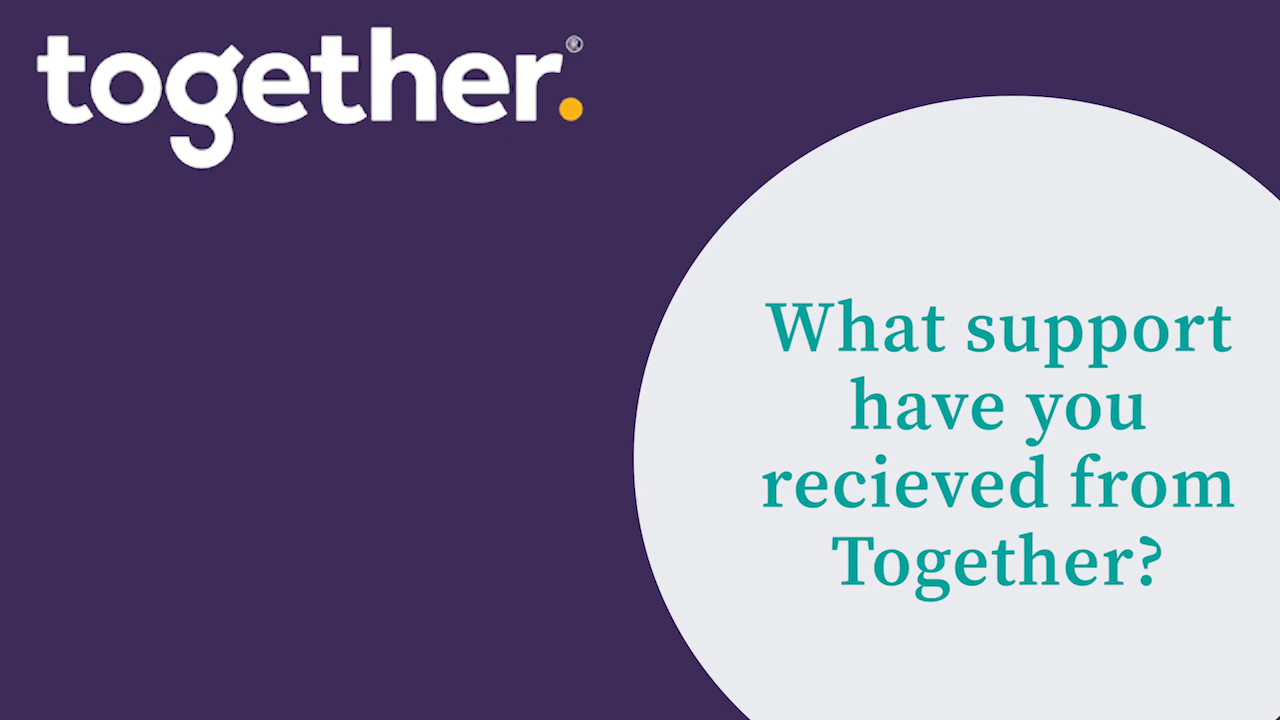 together.
What support
have you
recieved from
Together?